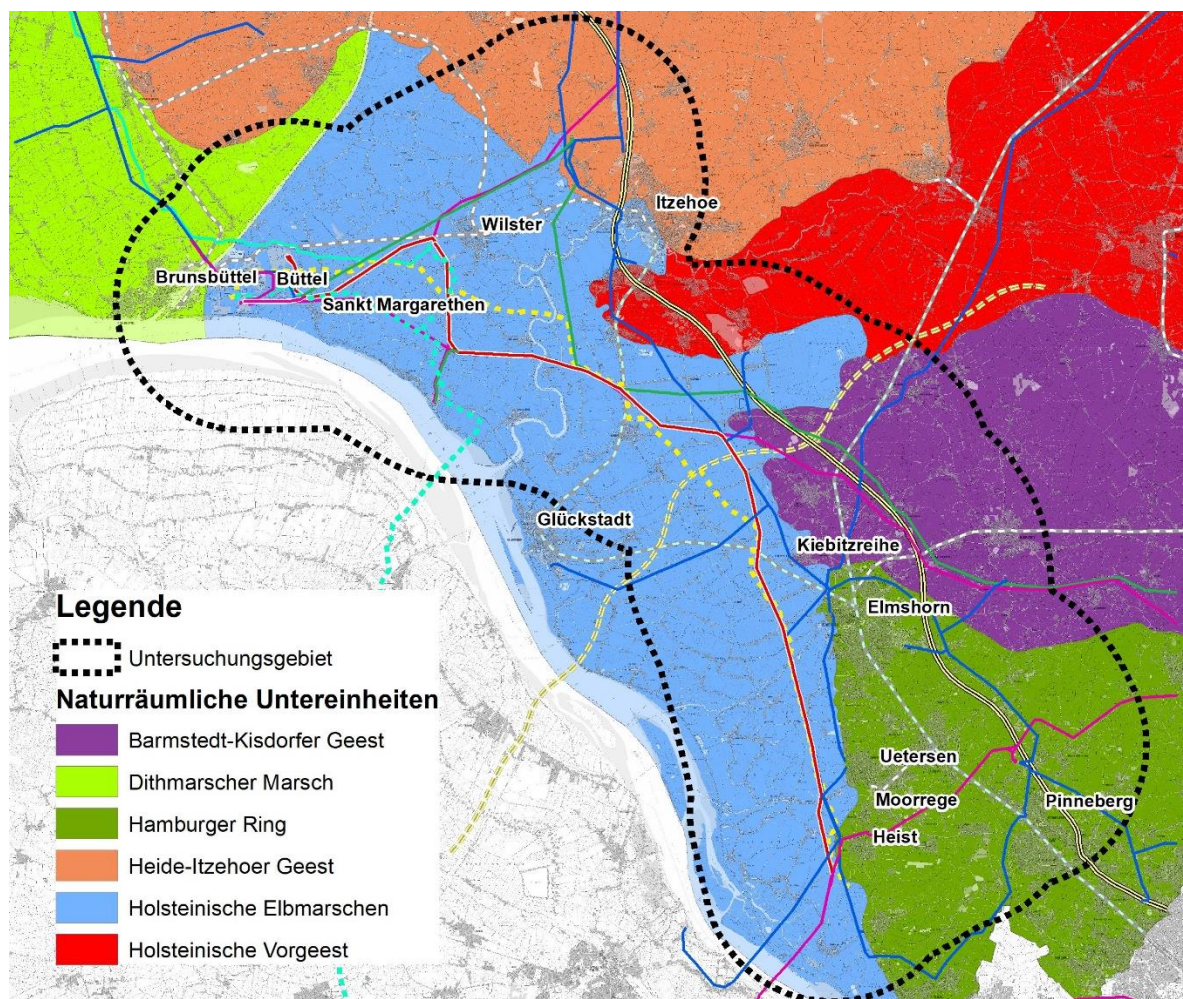 Itzehoe
Wilster
Brunsbüttel
Büttel
Sankt Margarethen
Glückstadt
Kiebitzreihe
Elmshorn
Uetersen
Moorrege
Pinneberg
Heist
Legende
Untersuchungsgebiet
Naturräumliche Untereinheiten
Barmstedt-Kisdorfer Geest
Dithmarscher Marsch
Hamburger Ring
Heide-Itzehoer Geest
Holsteinische Elbmarschen
Holsteinische Vorgeest